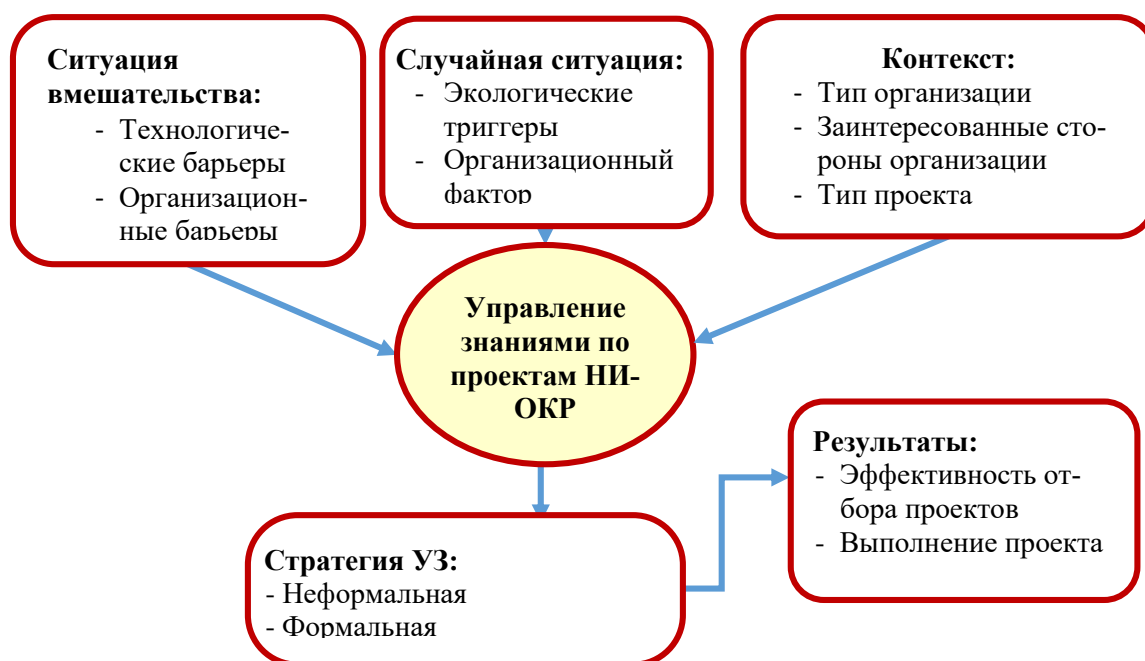 Ситуация
вмешательства:
- Технологиче-
ские барьеры
- Организацион-
ные барьеры
Случайная ситуация:
- Экологические
триггеры
- Организационный
фактор
Контекст:
- Тип организации
- Заинтересованные сто-
роны организации
- Тип проекта
Управление
знаниями по
проектам НИ-
ОКР
Результаты:
- Эффективность от-
бора проектов
- Выполнение проекта
Стратегия УЗ:
- Неформальная
- Формальная